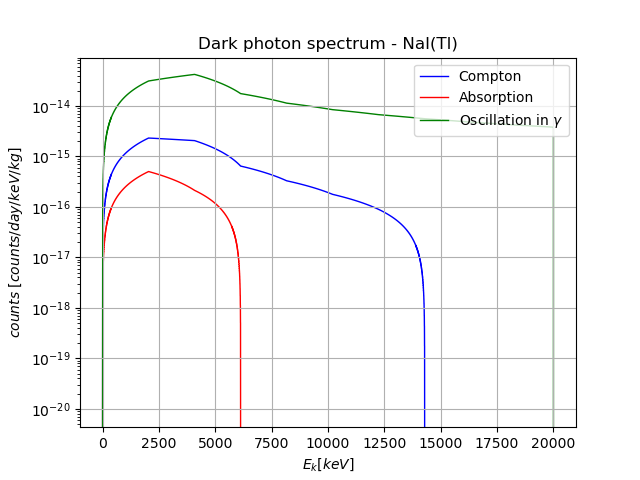 Dark photon spectrum - NaI(Tl)
Compton
Absorption
Oscillation in γ
10⁻¹⁴
10⁻¹⁵
10⁻¹⁶
10⁻¹⁷
10⁻¹⁸
10⁻¹⁹
10⁻²⁰
counts [counts/day/keV/kg]
0 2500 5000 7500 10000 12500 15000 17500 20000
Eₖ[keV]